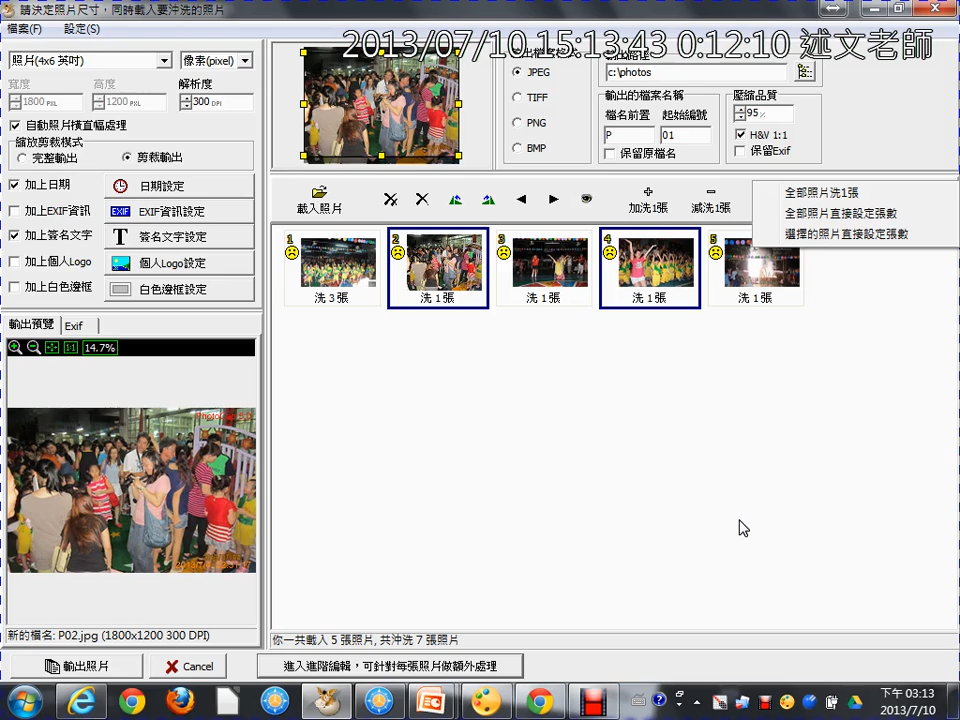 請決定照片尺寸，同時載入要沖洗的照片
檔案(F) 設定(S)
2013/07/10 15:13:43 0:12:10 述文老師
照片(4x6 英吋) 像素(pixel)
寬度 高度 解析度
1800 PXL 1200 PXL 300 DPI
自動照片橫直幅處理
縮放剪裁模式
完整輸出 剪裁輸出
加上日期 日期設定
加上EXIF資訊 EXIF EXIF資訊設定
加上簽名文字 T 簽名文字設定
加上個人Logo 個人Logo設定
加上白色邊框 白色邊框設定
JPEG
TIFF
PNG
BMP
c:\photos
輸出的檔案名稱
檔名前置 起始編號
P 01
保留原檔名
壓縮品質
95%
H&V 1:1
保留Exif
載入照片 加洗1張 減洗1張
全部照片洗1張
全部照片直接設定張數
選擇的照片直接設定張數
1 2 3 4 5
洗 3張 洗 1張 洗 1張 洗 1張 洗 1張
輸出預覽 Exif
1:1 14.7%
新的檔名: P02.jpg (1800x1200 300 DPI)
你一共載入 5 張照片, 共沖洗 7 張照片
輸出照片 Cancel 進入進階編輯，可針對每張照片做額外處理
下午 03:13
2013/7/10